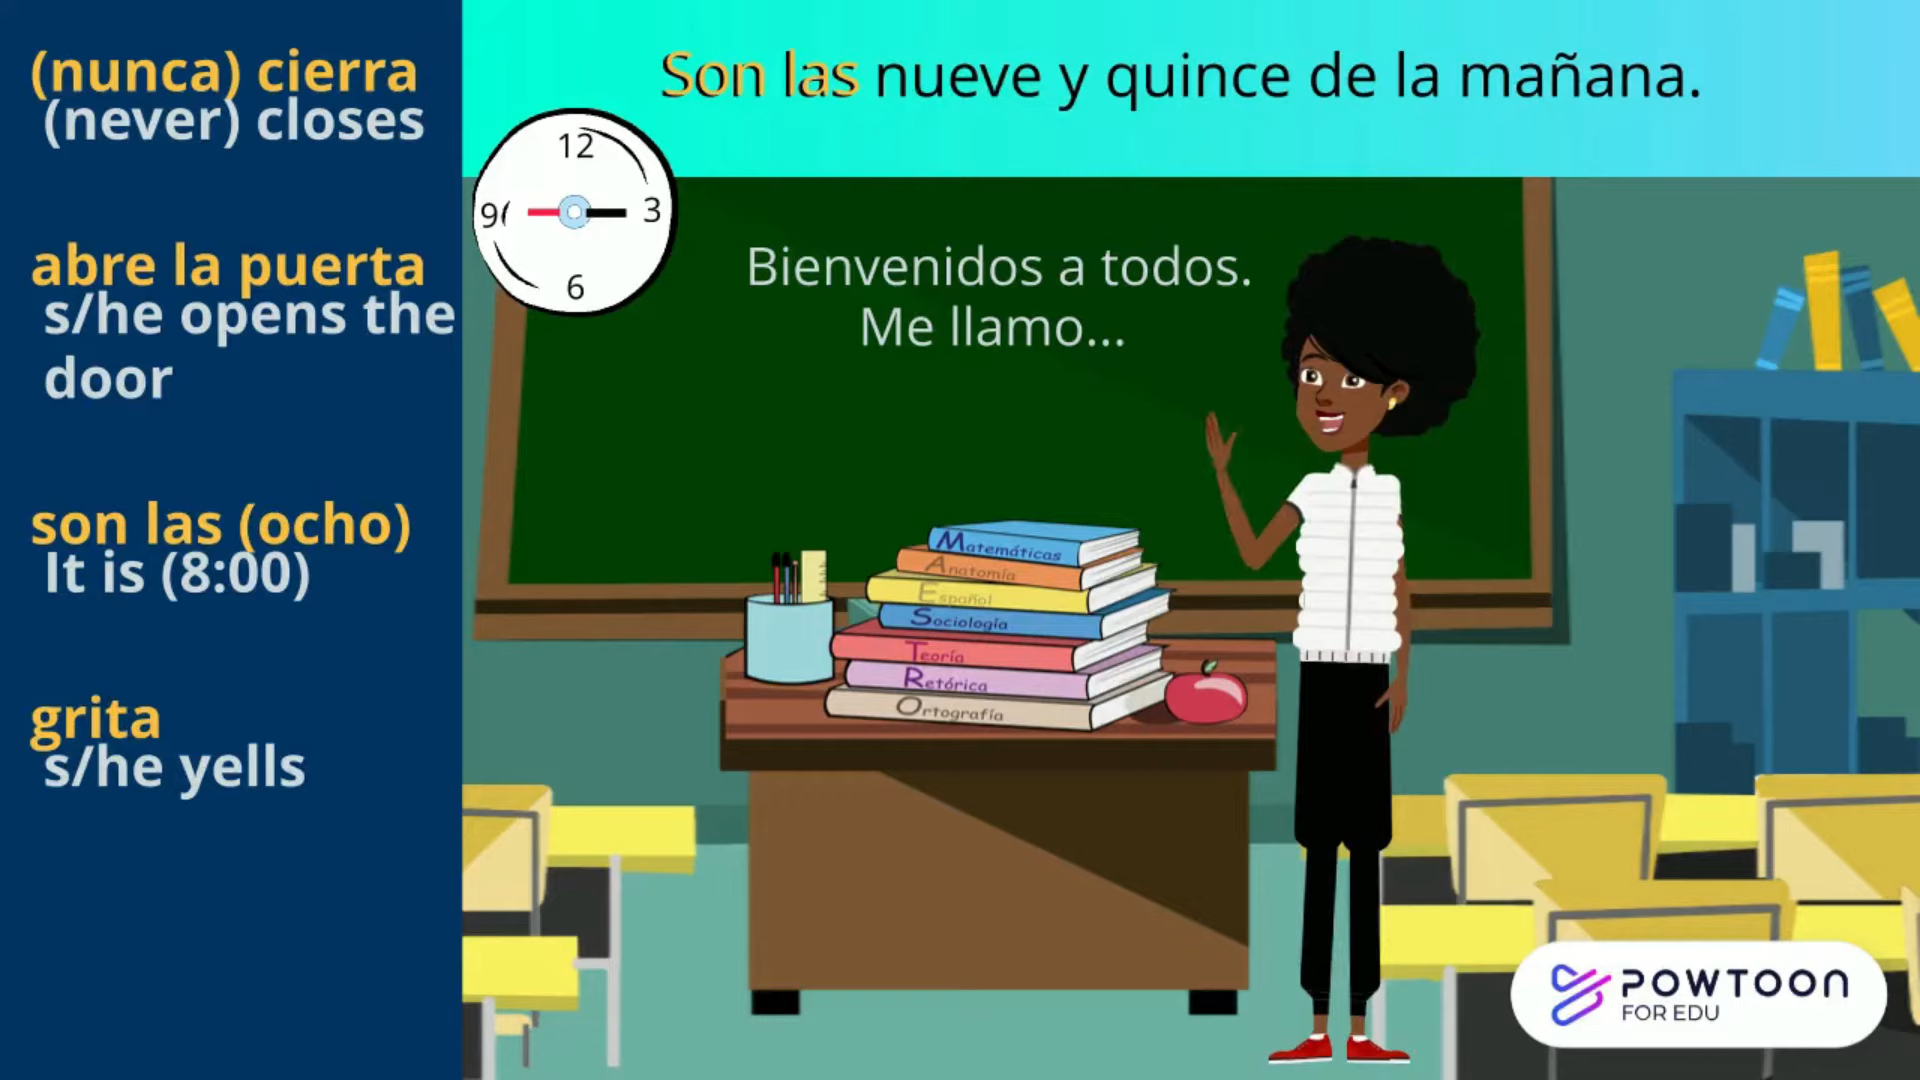 (nunca) cierra
(never) closes
abre la puerta
s/he opens the
door
son las (ocho)
It is (8:00)
grita
s/he yells
Son las nueve y quince de la mañana.
12
9
3
6
Bienvenidos a todos.
Me llamo...
Matemáticas
Anatomía
Español
Sociología
Teoría
Retórica
Ortografía
POWTOON
FOR EDU